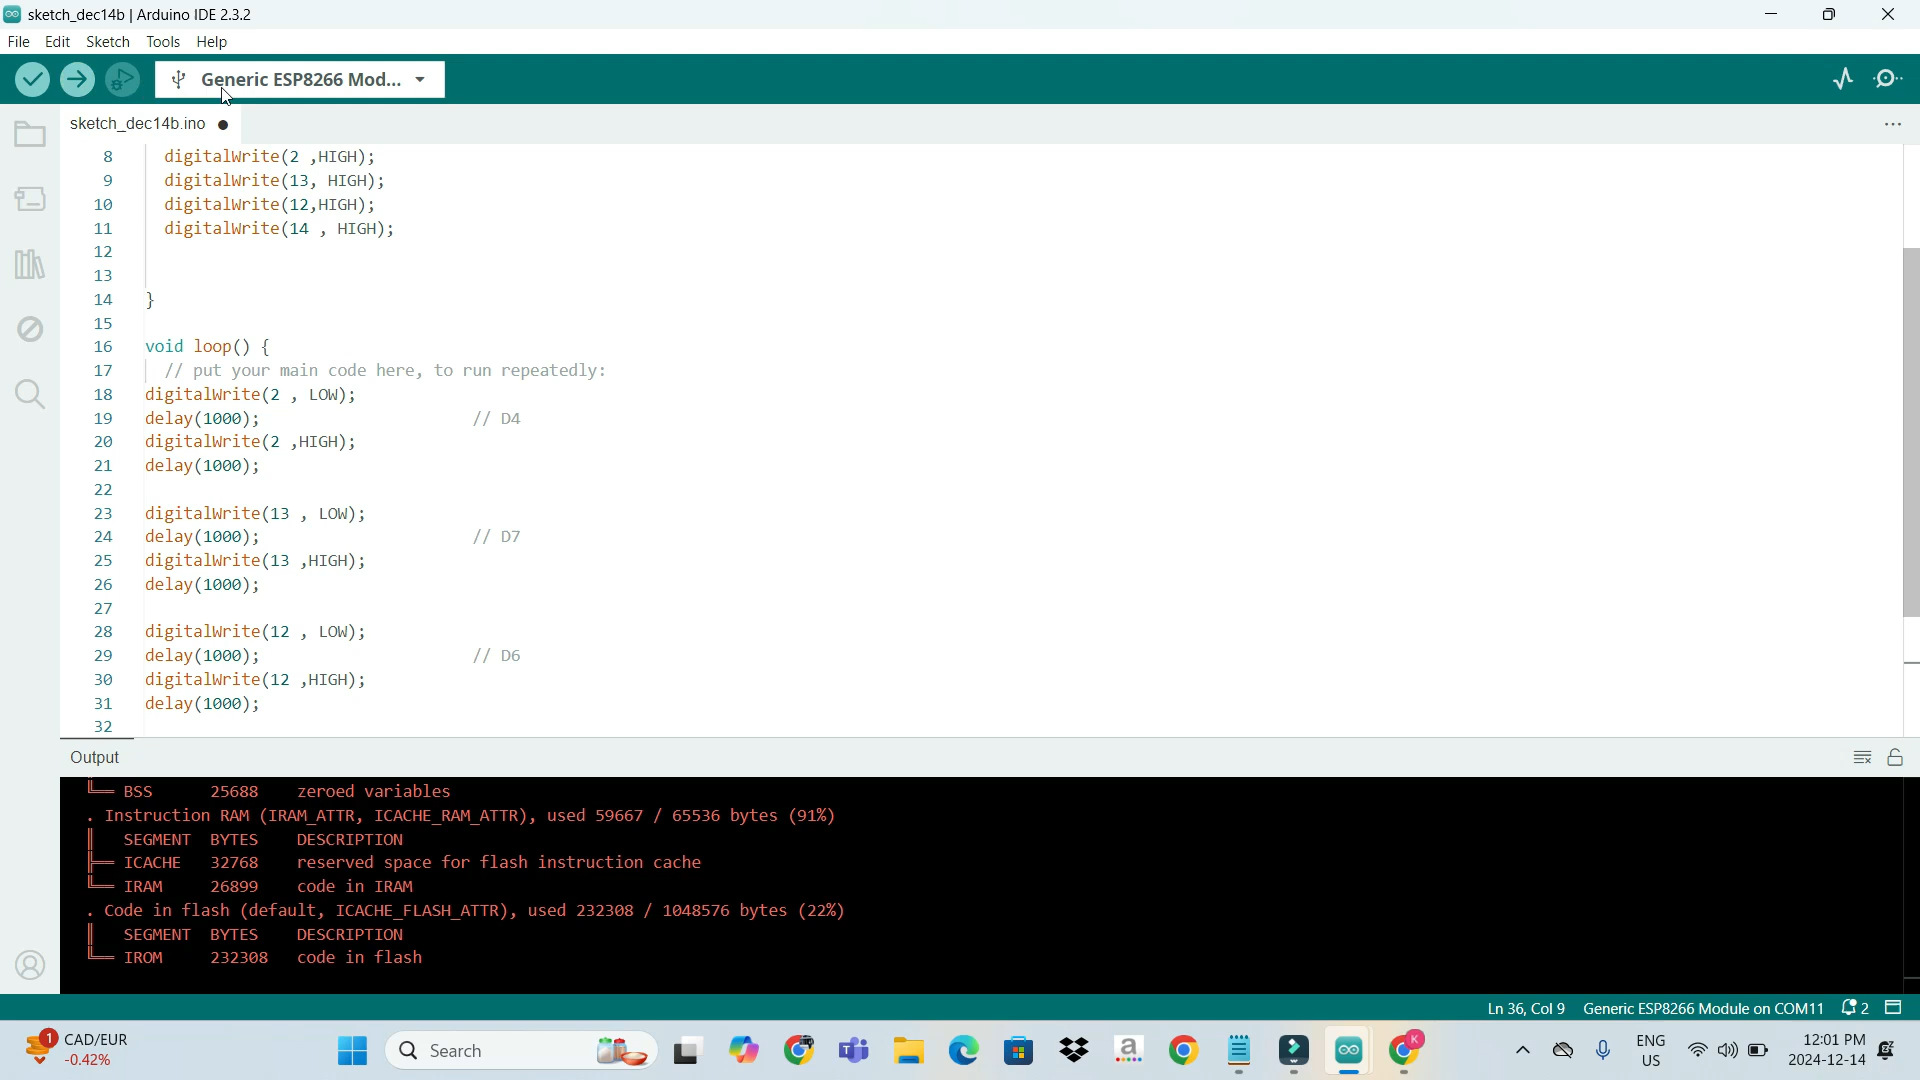 sketch_dec14b | Arduino IDE 2.3.2
File Edit Sketch Tools Help
Generic ESP8266 Mod...
sketch_dec14b.ino
8 digitalWrite(2 ,HIGH);
9 digitalWrite(13, HIGH);
10 digitalWrite(12,HIGH);
11 digitalWrite(14 , HIGH);
12
13
14 }
15
16 void loop() {
17 // put your main code here, to run repeatedly:
18 digitalWrite(2 , LOW);
19 delay(1000); // D4
20 digitalWrite(2 ,HIGH);
21 delay(1000);
22
23 digitalWrite(13 , LOW);
24 delay(1000); // D7
25 digitalWrite(13 ,HIGH);
26 delay(1000);
27
28 digitalWrite(12 , LOW);
29 delay(1000); // D6
30 digitalWrite(12 ,HIGH);
31 delay(1000);
32
Output
╚══ BSS 25688 zeroed variables
. Instruction RAM (IRAM_ATTR, ICACHE_RAM_ATTR), used 59667 / 65536 bytes (91%)
║ SEGMENT BYTES DESCRIPTION
╠══ ICACHE 32768 reserved space for flash instruction cache
╚══ IRAM 26899 code in IRAM
. Code in flash (default, ICACHE_FLASH_ATTR), used 232308 / 1048576 bytes (22%)
║ SEGMENT BYTES DESCRIPTION
╚══ IROM 232308 code in flash
Ln 36, Col 9 Generic ESP8266 Module on COM11 2
1 CAD/EUR
-0.42%
Search
a
K
ENG
US
12:01 PM
2024-12-14